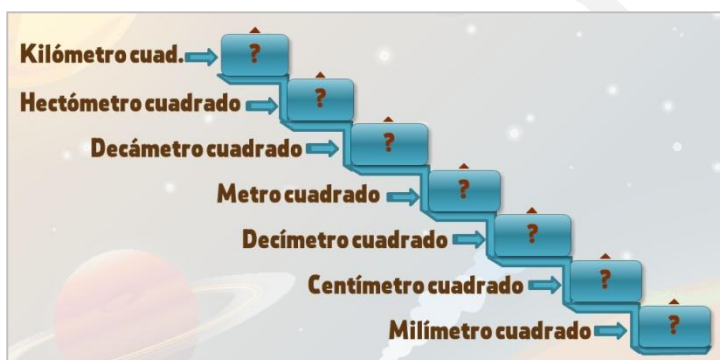 Kilómetro cuad. ?
Hectómetro cuadrado ?
Decámetro cuadrado ?
Metro cuadrado ?
Decímetro cuadrado ?
Centímetro cuadrado ?
Milímetro cuadrado ?